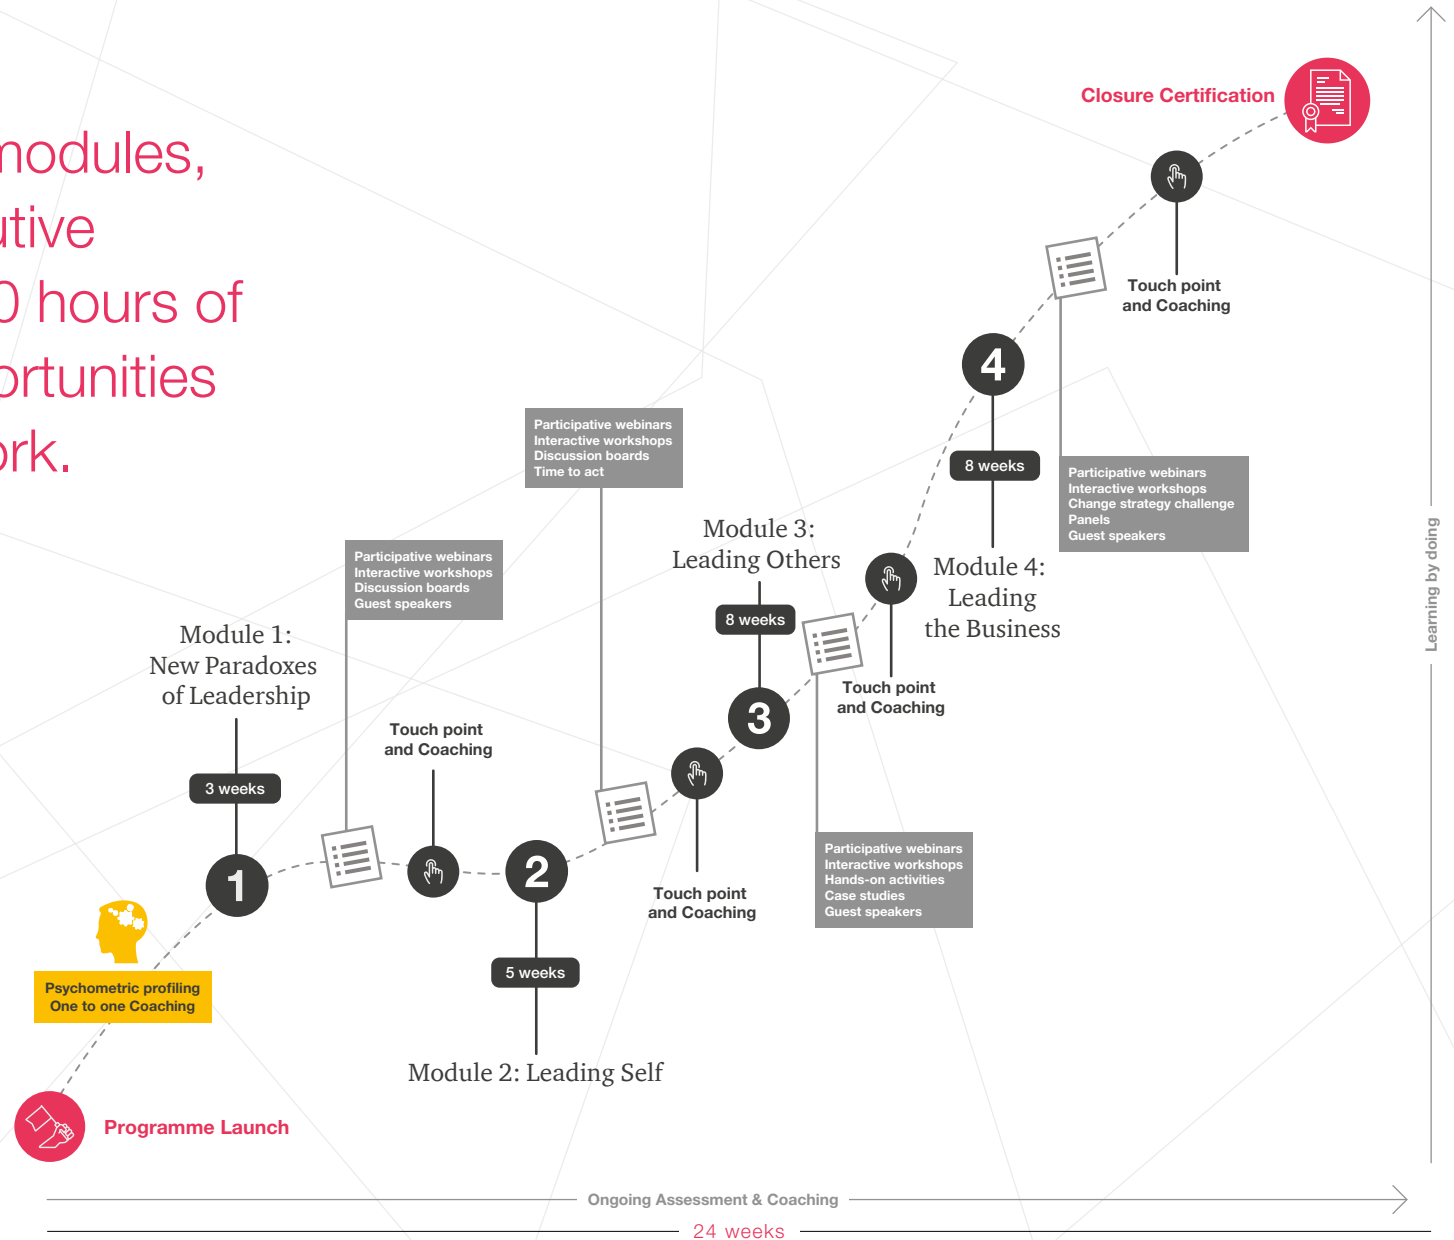 Closure Certification
modules,
hours of
Touch point
and Coaching
4
8 weeks
Module 4:
Leading
the Business
Participative webinars
Interactive workshops
Change strategy challenge
Panels
Guest speakers
Participative webinars
Interactive workshops
Discussion boards
Time to act
Module 3:
Leading Others
8 weeks
3
Touch point
and Coaching
Participative webinars
Interactive workshops
Hands-on activities
Case studies
Guest speakers
Participative webinars
Interactive workshops
Discussion boards
Guest speakers
Module 1:
New Paradoxes
of Leadership
3 weeks
1
Touch point
and Coaching
2
5 weeks
Module 2: Leading Self
Touch point
and Coaching
Psychometric profiling
One to one Coaching
Programme Launch
Learning by doing
Ongoing Assessment & Coaching
24 weeks